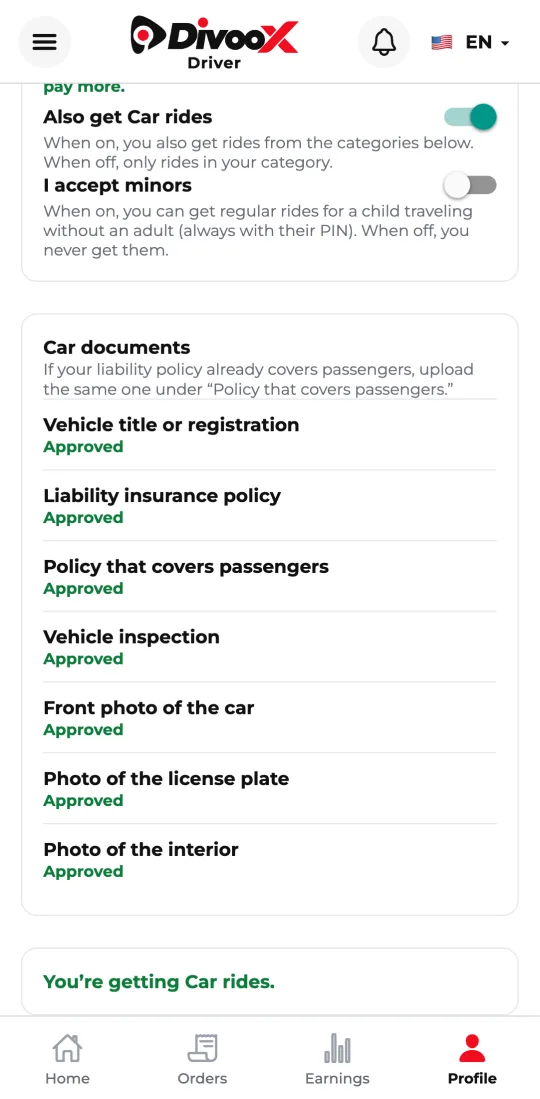 DivooX
Driver
EN
pay more.
Also get Car rides
When on, you also get rides from the categories below.
When off, only rides in your category.
I accept minors
When on, you can get regular rides for a child traveling
without an adult (always with their PIN). When off, you
never get them.
Car documents
If your liability policy already covers passengers, upload
the same one under “Policy that covers passengers.”
Vehicle title or registration
Approved
Liability insurance policy
Approved
Policy that covers passengers
Approved
Vehicle inspection
Approved
Front photo of the car
Approved
Photo of the license plate
Approved
Photo of the interior
Approved
You’re getting Car rides.
Home
Orders
Earnings
Profile